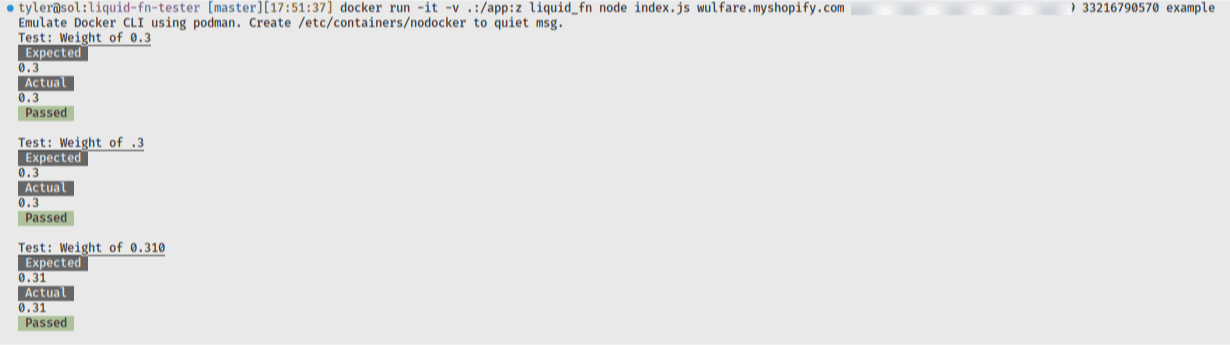 tyler@sol:liquid-fn-tester [master][17:51:37] docker run -it -v .:/app:z liquid_fn node index.js wulfare.myshopify.com ) 33216790570 example
Emulate Docker CLI using podman. Create /etc/containers/nodocker to quiet msg.
Test: Weight of 0.3
Expected
0.3
Actual
0.3
Passed
Test: Weight of .3
Expected
0.3
Actual
0.3
Passed
Test: Weight of 0.310
Expected
0.31
Actual
0.31
Passed